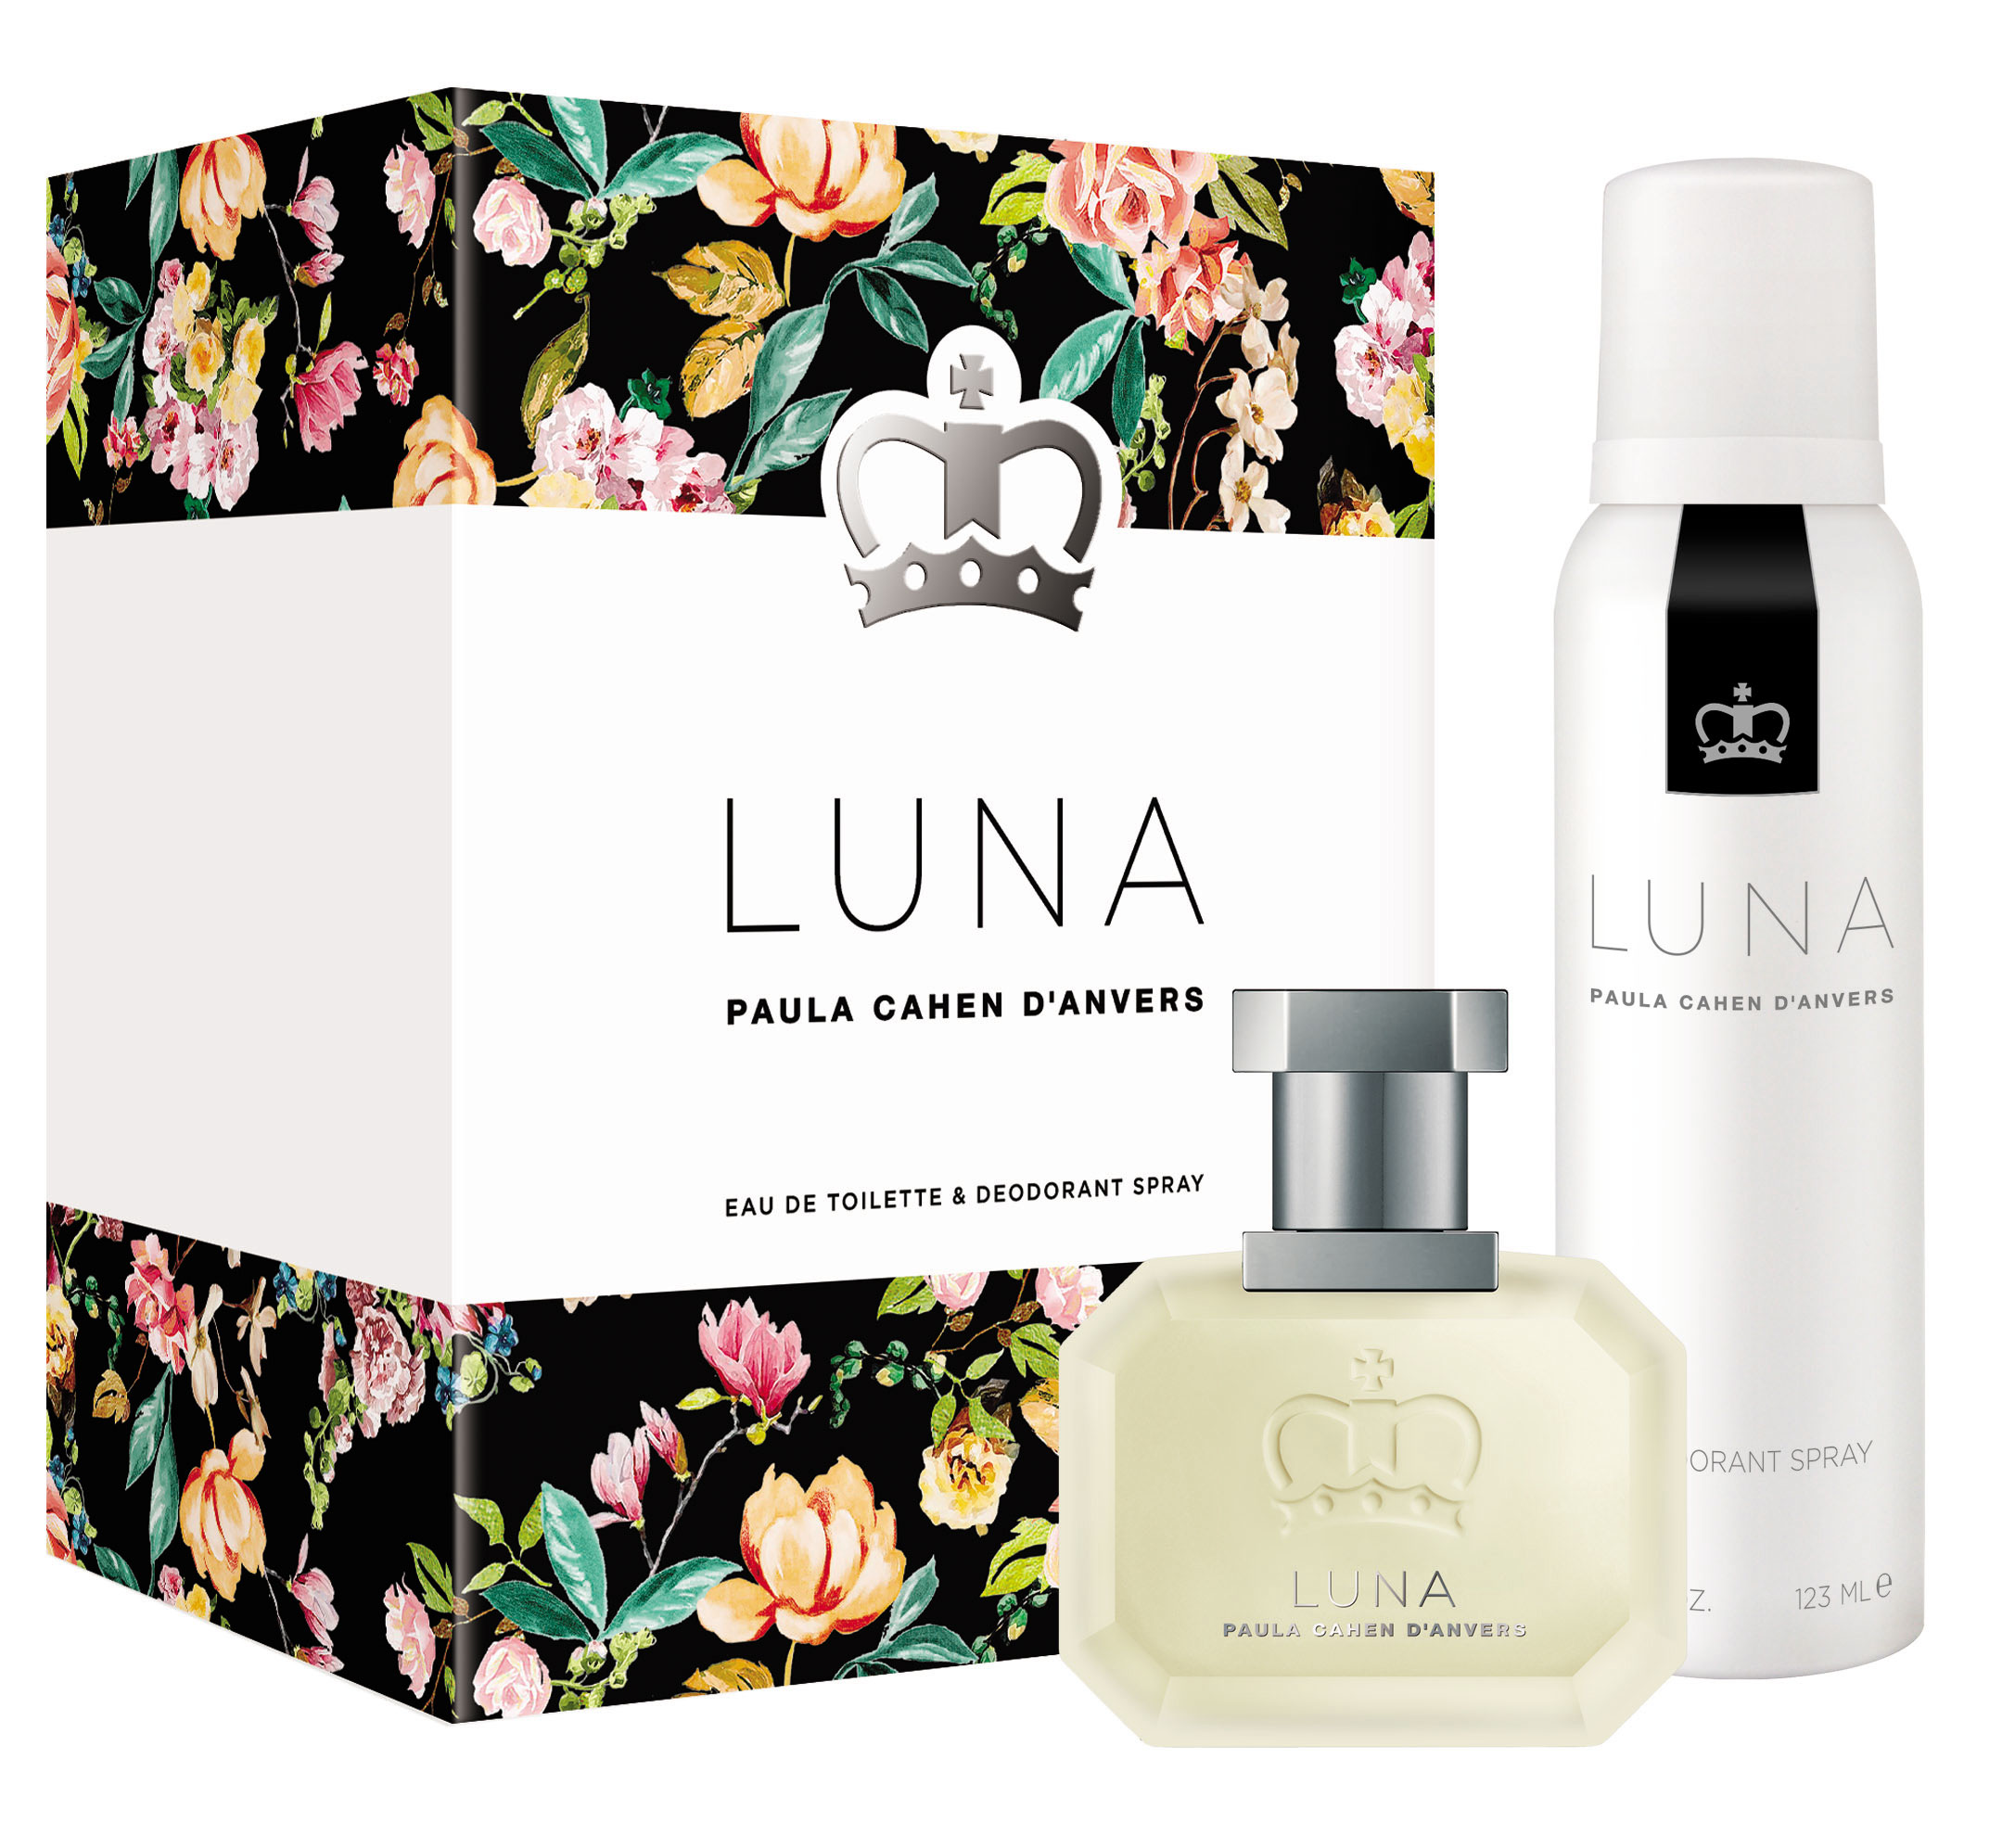 LUNA
PAULA CAHEN D'ANVERS
EAU DE TOILETTE & DEODORANT SPRAY
LUNA
PAULA CAHEN D'ANVERS
SPRAY
123 ML e
LUNA
PAULA CAHEN D'ANVERS